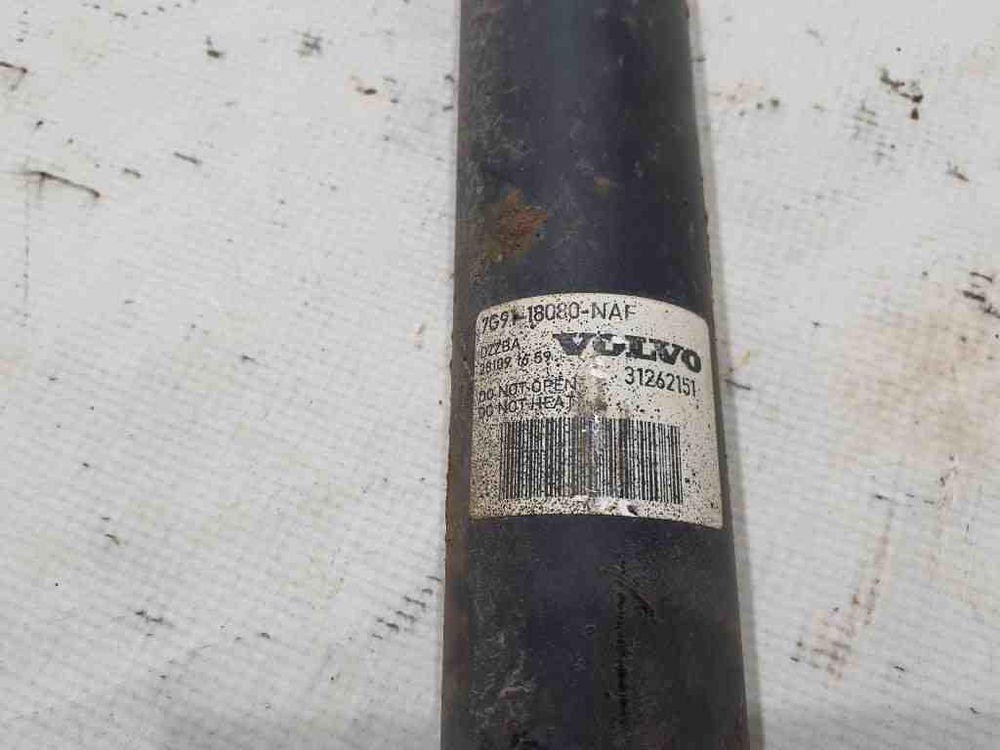 7G91-18080-NAF
VOLVO
31262151
DO NOT OPEN
DO NOT HEAT